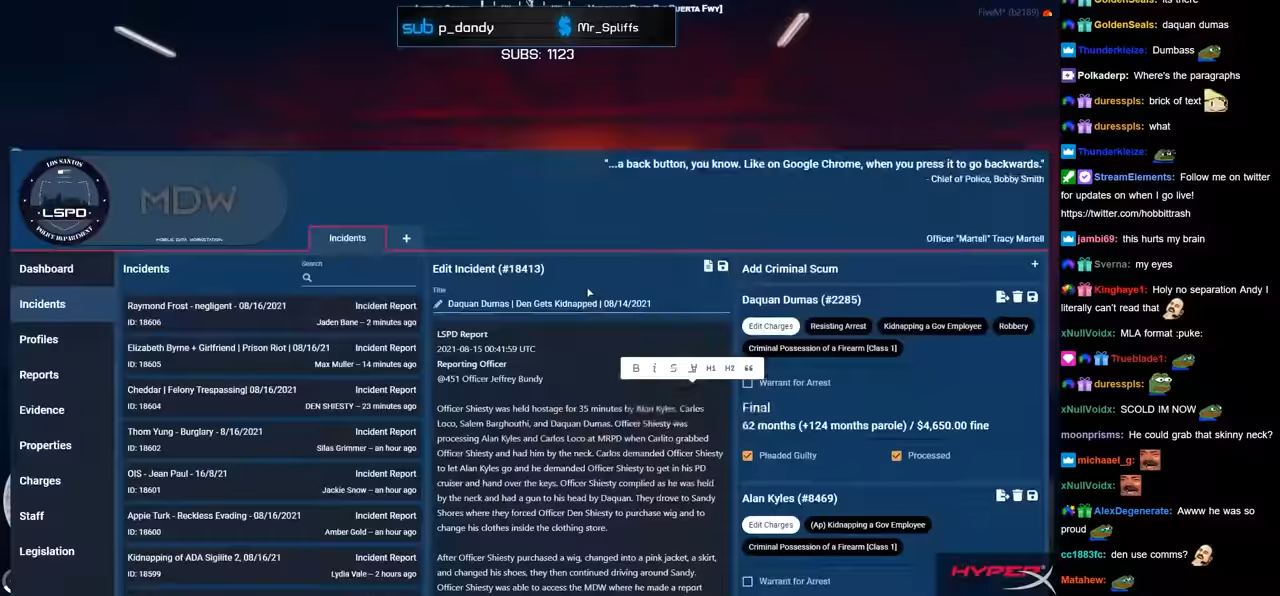 FiveM* (b2189)
sub p_dandy
Mr_Spliffs
SUBS: 1123
LOS SANTOS
LSPD
POLICE DEPARTMENT
MDW
MOBILE DATA WORKSTATION
"...a back button, you know. Like on Google Chrome, when you press it to go backwards."
- Chief of Police, Bobby Smith
Incidents
+
Officer "Martell" Tracy Martell
Dashboard
Incidents
Profiles
Reports
Evidence
Properties
Charges
Staff
Legislation
Incidents
Search
Raymond Frost - negligent - 08/16/2021
Incident Report
ID: 18606
Jaden Bane – 2 minutes ago
Elizabeth Byrne + Girlfriend | Prison Riot | 08/16/21
Incident Report
ID: 18605
Max Muller – 14 minutes ago
Cheddar | Felony Trespassing| 08/16/2021
Incident Report
ID: 18604
DEN SHIESTY – 23 minutes ago
Thom Yung - Burglary - 8/16/2021
Incident Report
ID: 18602
Silas Grimmer – an hour ago
OIS - Jean Paul - 16/8/21
Incident Report
ID: 18601
Jackie Snow – an hour ago
Appie Turk - Reckless Evading - 08/16/2021
Incident Report
ID: 18600
Amber Gold – an hour ago
Kidnapping of ADA Sigilite 2, 08/16/21
Incident Report
ID: 18599
Lydia Vale – 2 hours ago
Edit Incident (#18413)
Title
Daquan Dumas | Den Gets Kidnapped | 08/14/2021
LSPD Report
2021-08-15 00:41:59 UTC
Reporting Officer
@451 Officer Jeffrey Bundy
B i S H1 H2
Officer Shiesty was held hostage for 35 minutes by Alan Kyles, Carlos
Loco, Salem Barghouthi, and Daquan Dumas. Officer Shiesty was
processing Alan Kyles and Carlos Loco at MRPD when Carlito grabbed
Officer Shiesty and had him by the neck. Carlos demanded Officer Shiesty
to let Alan Kyles go and he demanded Officer Shiesty to get in his PD
cruiser and hand over the keys. Officer Shiesty complied as he was held
by the neck and had a gun to his head by Daquan. They drove to Sandy
Shores where they forced Officer Den Shiesty to purchase wig and to
change his clothes inside the clothing store.
After Officer Shiesty purchased a wig, changed into a pink jacket, a skirt,
and changed his shoes, they then continued driving around Sandy.
Officer Shiesty was able to access the MDW where he made a report
Add Criminal Scum
+
Daquan Dumas (#2285)
Edit Charges
Resisting Arrest
Kidnapping a Gov Employee
Robbery
Criminal Possession of a Firearm [Class 1]
Warrant for Arrest
Final
62 months (+124 months parole) / $4,650.00 fine
Pleaded Guilty
Processed
Alan Kyles (#8469)
Edit Charges
(Ap) Kidnapping a Gov Employee
Criminal Possession of a Firearm [Class 1]
Warrant for Arrest
HYPERX
GoldenSeals: daquan dumas
Thunderkleize: Dumbass
Polkaderp: Where's the paragraphs
duresspls: brick of text
duresspls: what
Thunderkleize:
StreamElements: Follow me on twitter
for updates on when I go live!
https://twitter.com/hobbittrash
jambi69: this hurts my brain
Sverna: my eyes
Kinghaye1: Holy no separation Andy I
literally can't read that
xNullVoidx: MLA format :puke:
Trueblade1:
duresspls:
xNullVoidx: SCOLD IM NOW
moonprisms: He could grab that skinny neck?
michaael_g:
xNullVoidx:
AlexDegenerate: Awww he was so
proud
cc1883fc: den use comms?
Matahew: